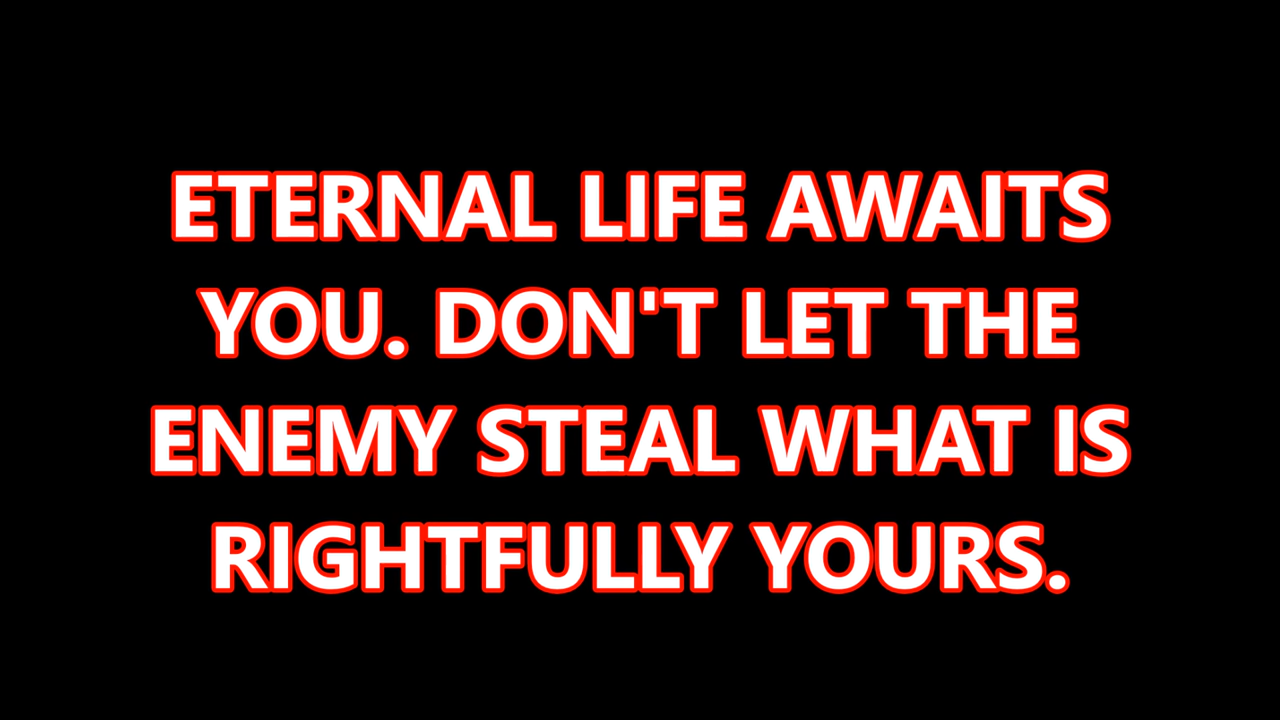 ETERNAL LIFE AWAITS
YOU. DON'T LET THE
ENEMY STEAL WHAT IS
RIGHTFULLY YOURS.